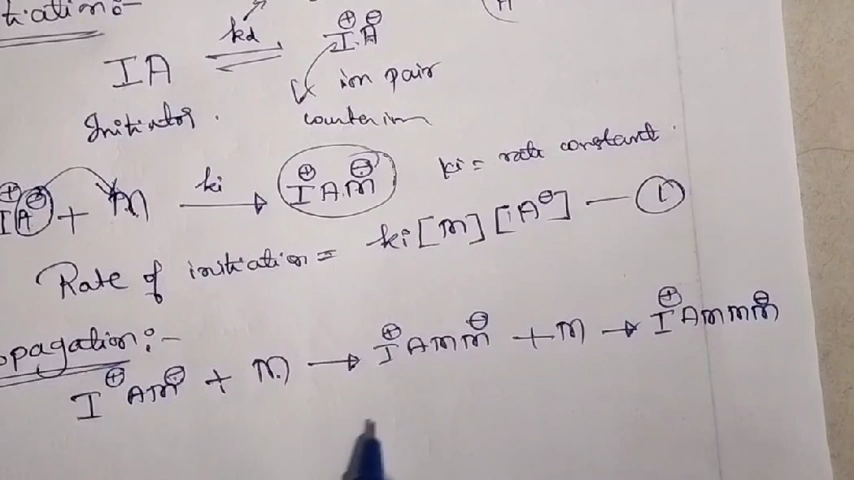 tiation:-
kd
IA ⇌ I⊕ A⊖
ion pair
Initiator.
counterion
I⊕A⊖ + M —ki→ I⊕AM⊖ ki = rate constant.
Rate of initiation = ki[M][A⊖] — ①
opagation:-
I⊕AM⊖ + M → I⊕AMM⊖ + M → I⊕AMMM⊖